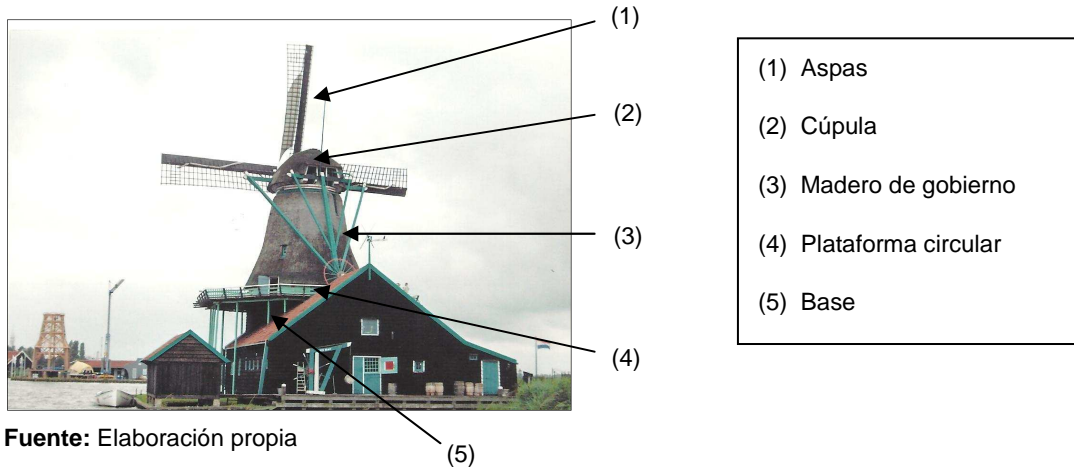 (1)
(2)
(3)
(4)
(5)
(1) Aspas
(2) Cúpula
(3) Madero de gobierno
(4) Plataforma circular
(5) Base
Fuente: Elaboración propia